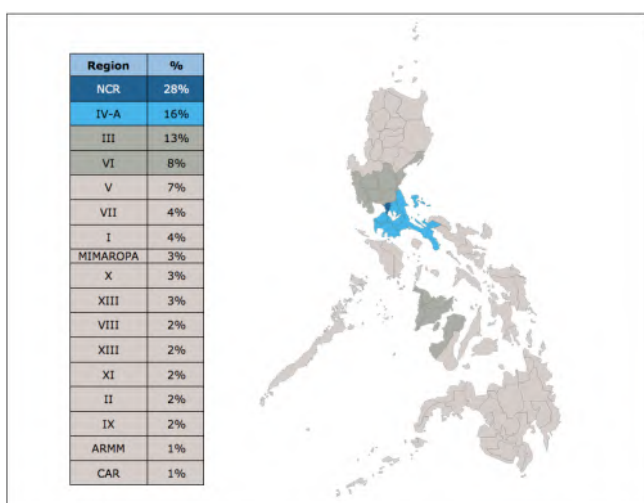 Region %
NCR 28%
IV-A 16%
III 13%
VI 8%
V 7%
VII 4%
I 4%
MIMAROPA 3%
X 3%
XIII 3%
VIII 2%
XIII 2%
XI 2%
II 2%
IX 2%
ARMM 1%
CAR 1%